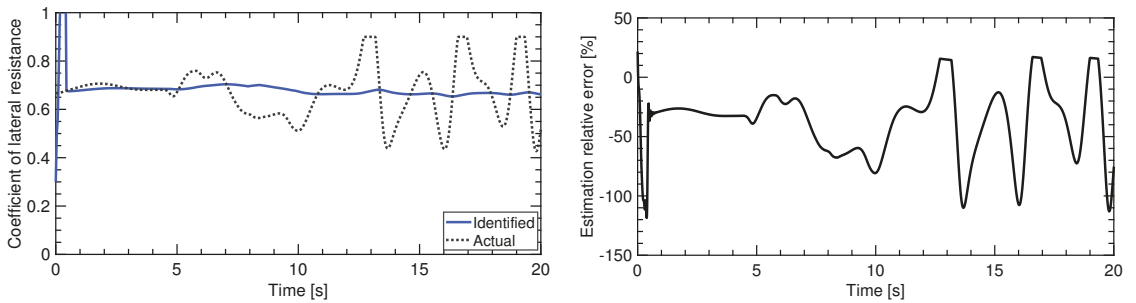 1
0.8
0.6
0.4
0.2
0
Coefficient of lateral resistance
Identified
Actual
0 5 10 15 20
Time [s]
50
0
-50
-100
-150
Estimation relative error [%]
0 5 10 15 20
Time [s]